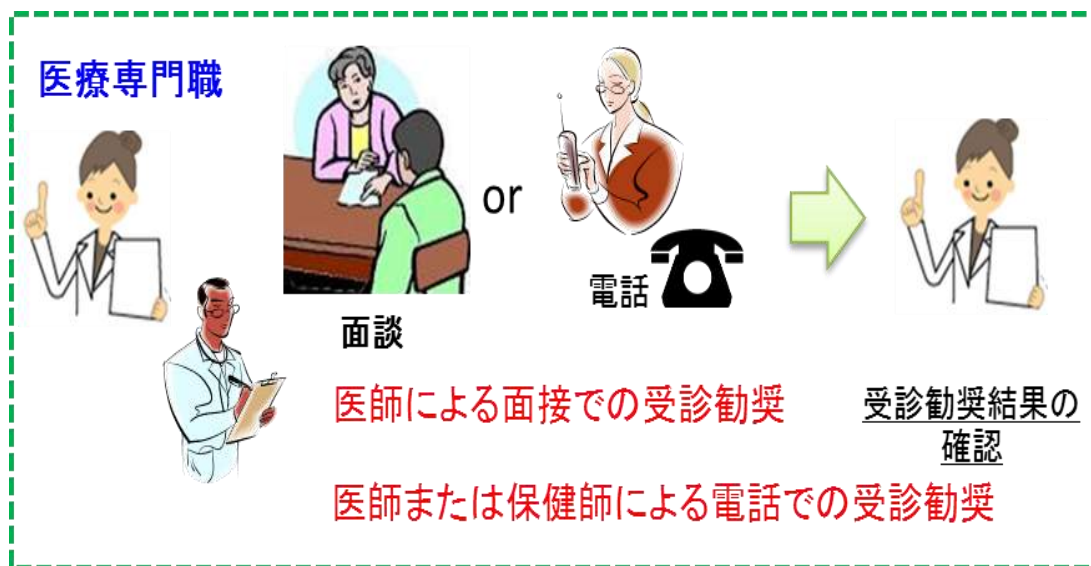 医療専門職
or
電話
面談
医師による面接での受診勧奨
受診勧奨結果の
確認
医師または保健師による電話での受診勧奨